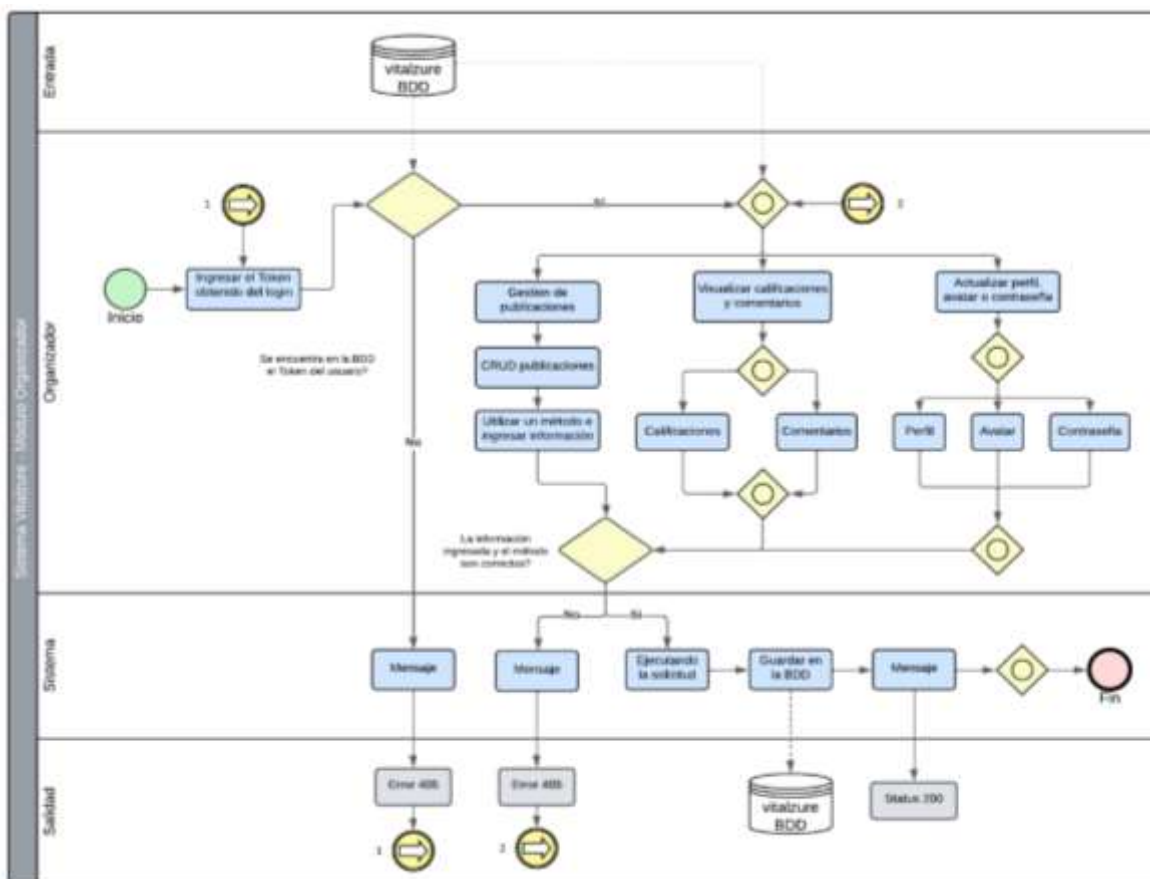 Sistema Vitalzure - Módulo Organizador
Entrada
vitalzure
BDD
Organizador
1
Ingresar el Token
obtenido del login
Inicio
Se encuentra en la BDD
el Token del usuario?
Si
2
No
Gestion de
publicaciones
CRUD publicaciones
Utilizar un método e
ingresar información
Visualizar calificaciones
y comentarios
Calificaciones
Comentarios
Actualizar perfil,
avatar o contraseña
Perfil
Avatar
Contraseña
La información
ingresada y el método
son correctos?
Sistema
No
Si
Mensaje
Mensaje
Ejecutando
la solicitud
Guardar en
la BDD
Mensaje
Fin
Salidad
Error
Error
vitalzure
BDD
Status 200
1
2